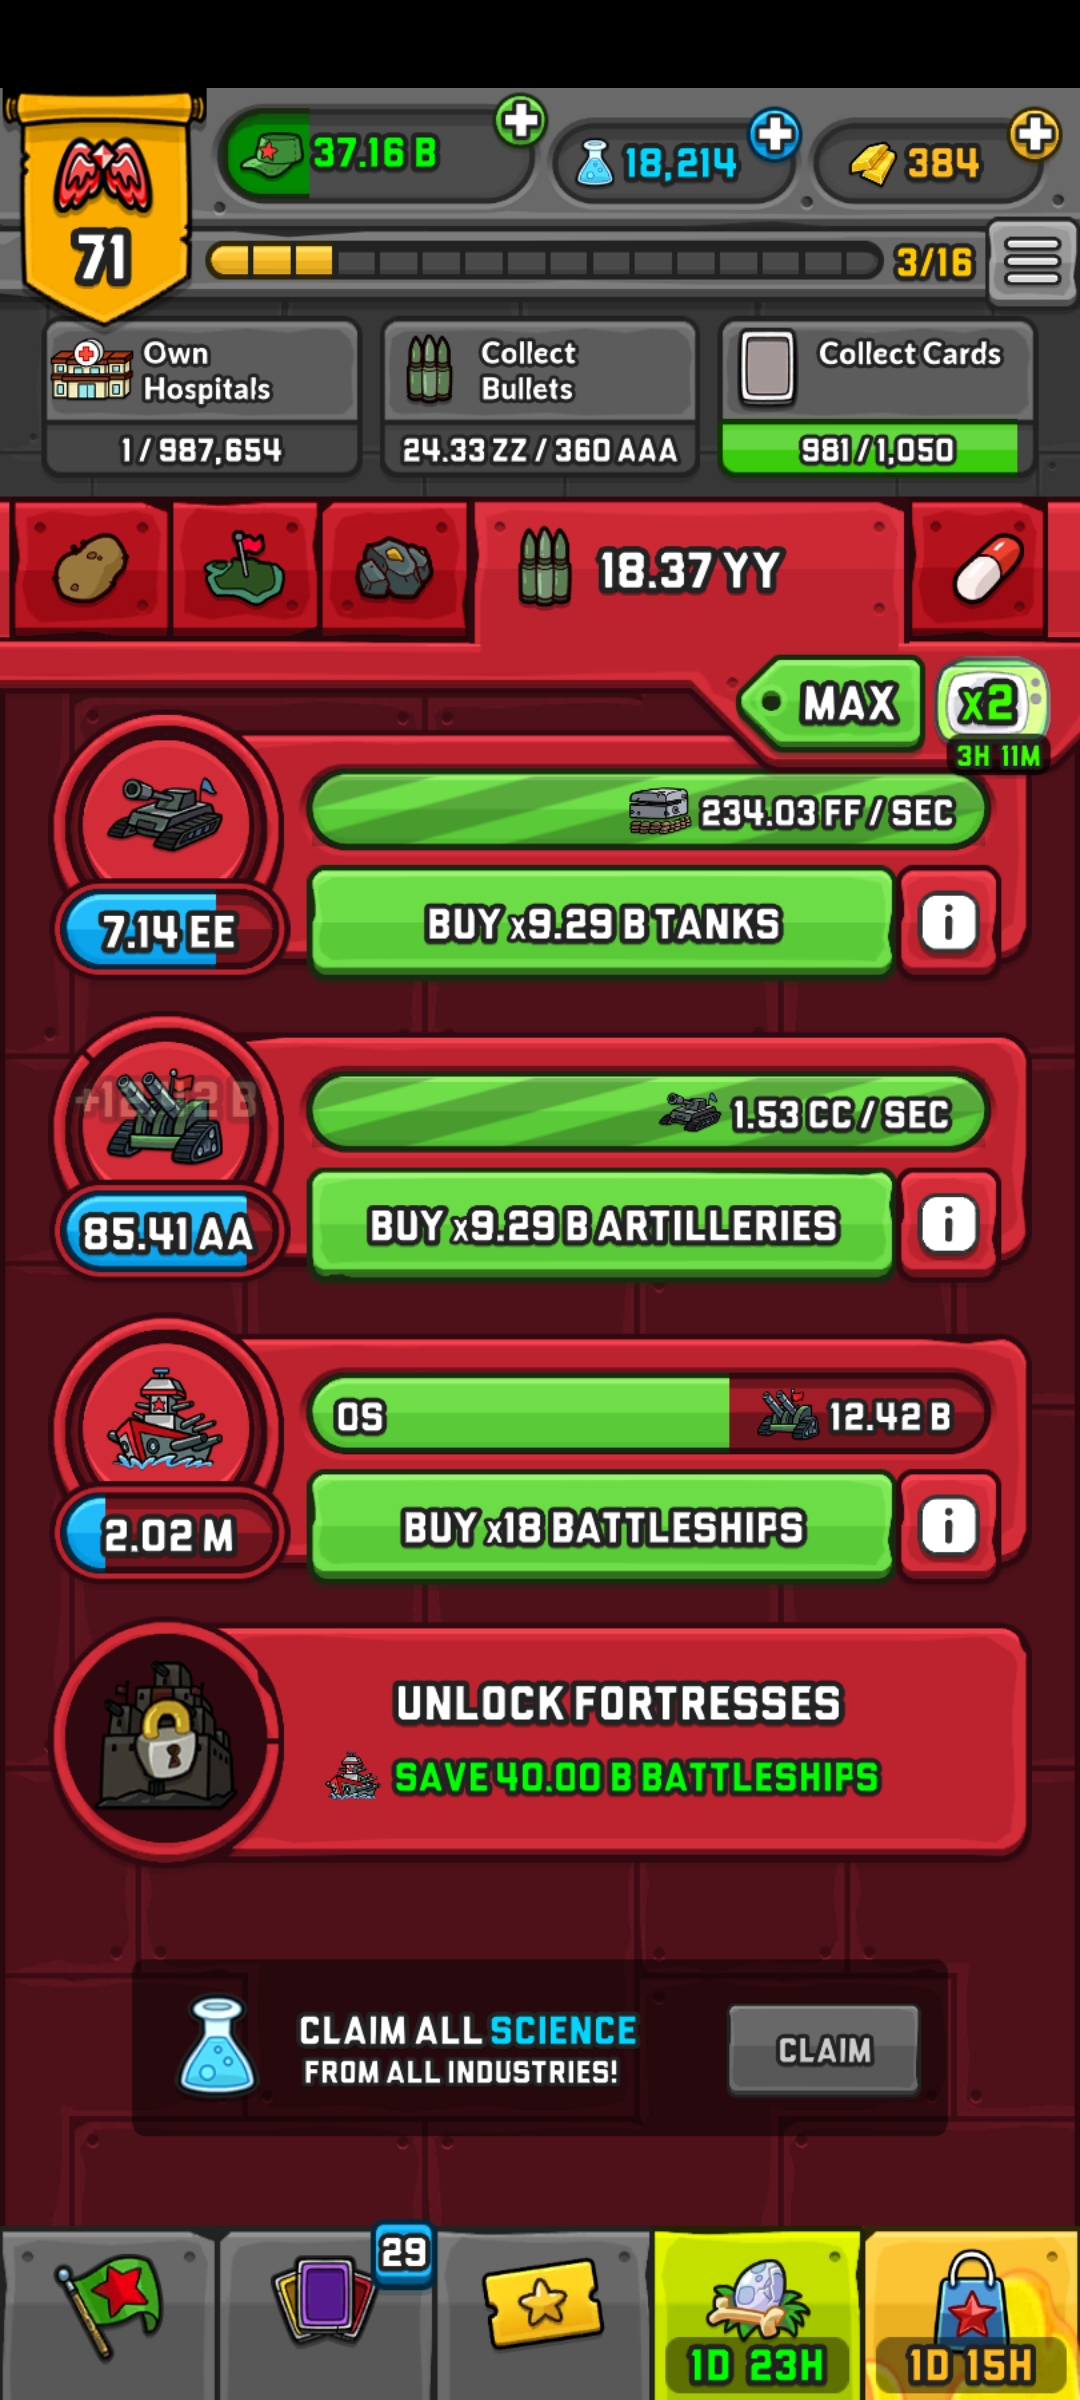 71
37.16 B
18,214
384
3/16
Own
Hospitals
1 / 987,654
Collect
Bullets
24.33 ZZ / 360 AAA
Collect Cards
981 / 1,050
18.37 YY
MAX
x2
3H 11M
234.03 FF / SEC
7.14 EE
BUY x9.29 B TANKS
i
1.53 CC / SEC
85.41 AA
BUY x9.29 B ARTILLERIES
i
0S
12.42 B
2.02 M
BUY x18 BATTLESHIPS
i
UNLOCK FORTRESSES
SAVE 40.00 B BATTLESHIPS
CLAIM ALL SCIENCE
FROM ALL INDUSTRIES!
CLAIM
29
1D 23H
1D 15H